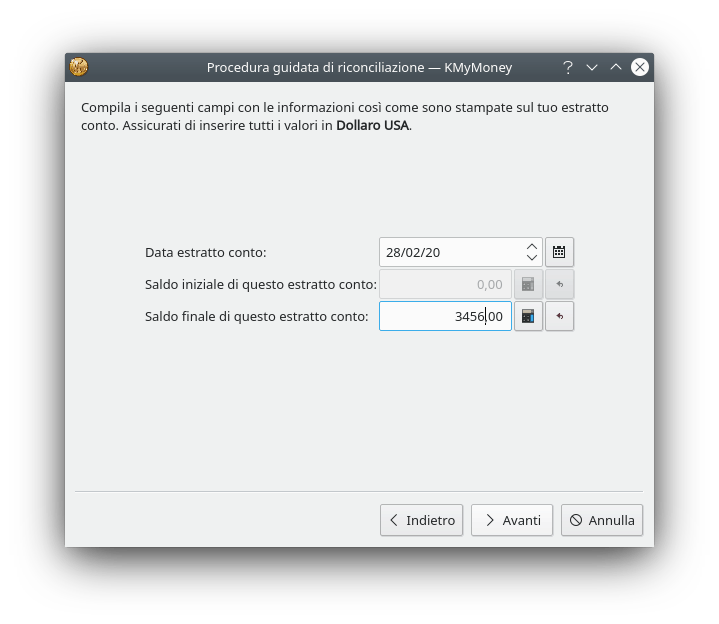 Procedura guidata di riconciliazione — KMyMoney
Compila i seguenti campi con le informazioni così come sono stampate sul tuo estratto
conto. Assicurati di inserire tutti i valori in Dollaro USA.
Data estratto conto: 28/02/20
Saldo iniziale di questo estratto conto: 0,00
Saldo finale di questo estratto conto: 3456,00
Indietro Avanti Annulla